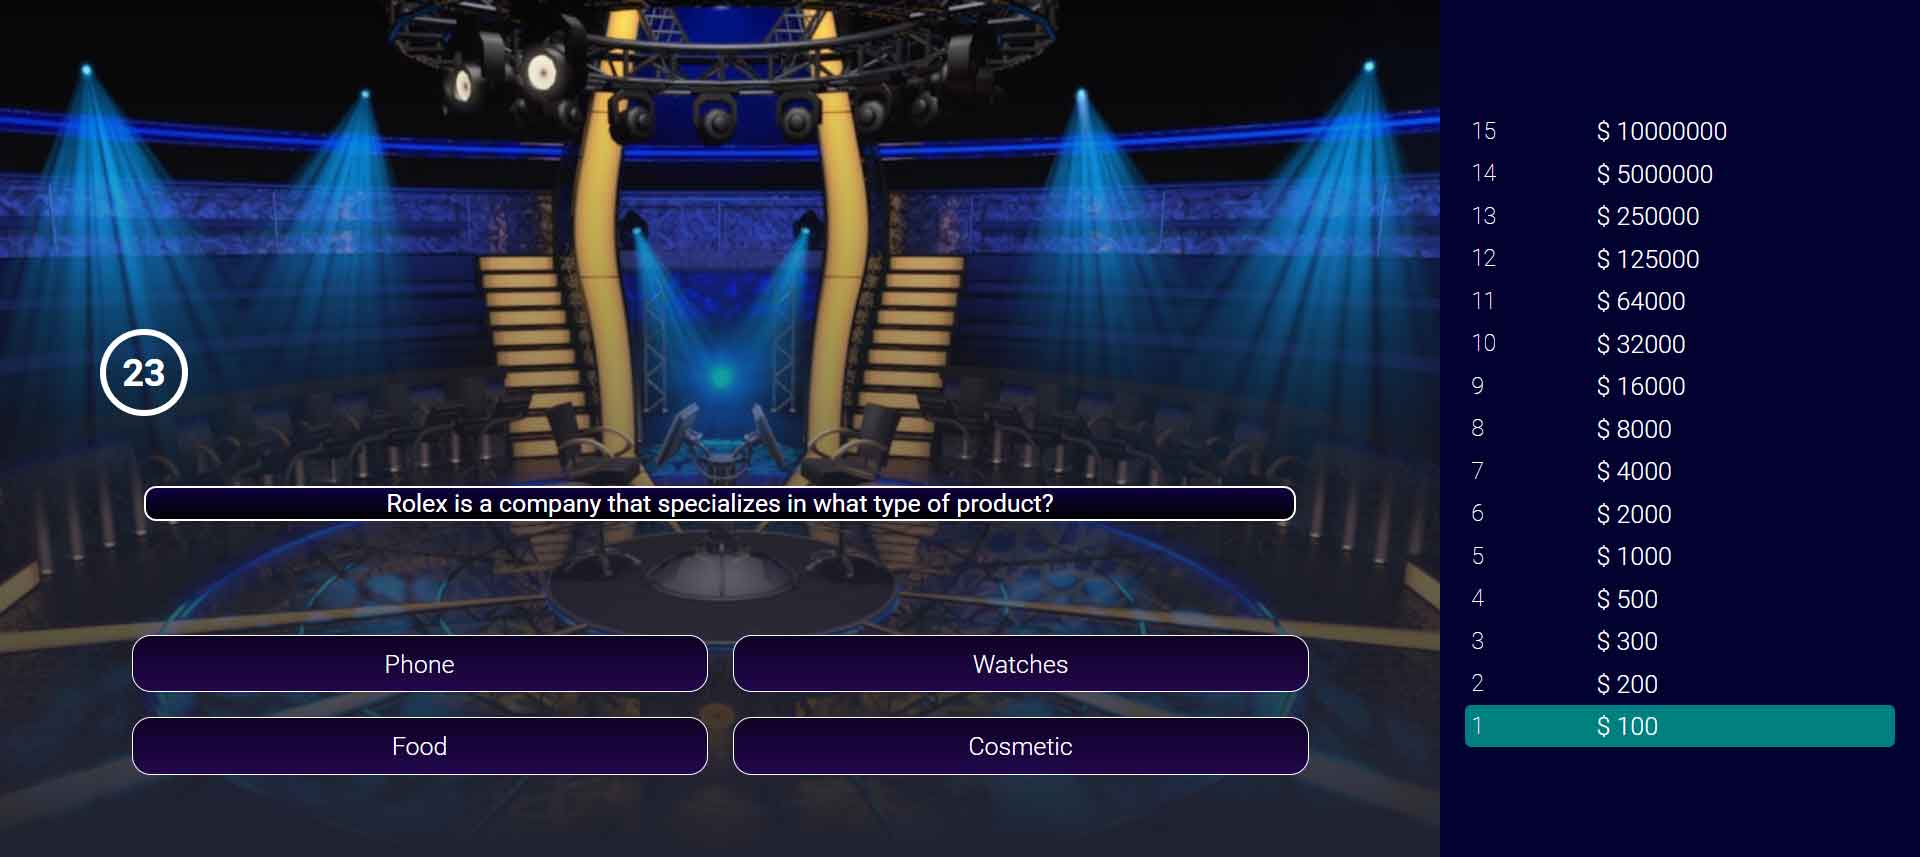 23
Rolex is a company that specializes in what type of product?
Phone
Watches
Food
Cosmetic
15 $ 10000000
14 $ 5000000
13 $ 250000
12 $ 125000
11 $ 64000
10 $ 32000
9 $ 16000
8 $ 8000
7 $ 4000
6 $ 2000
5 $ 1000
4 $ 500
3 $ 300
2 $ 200
1 $ 100